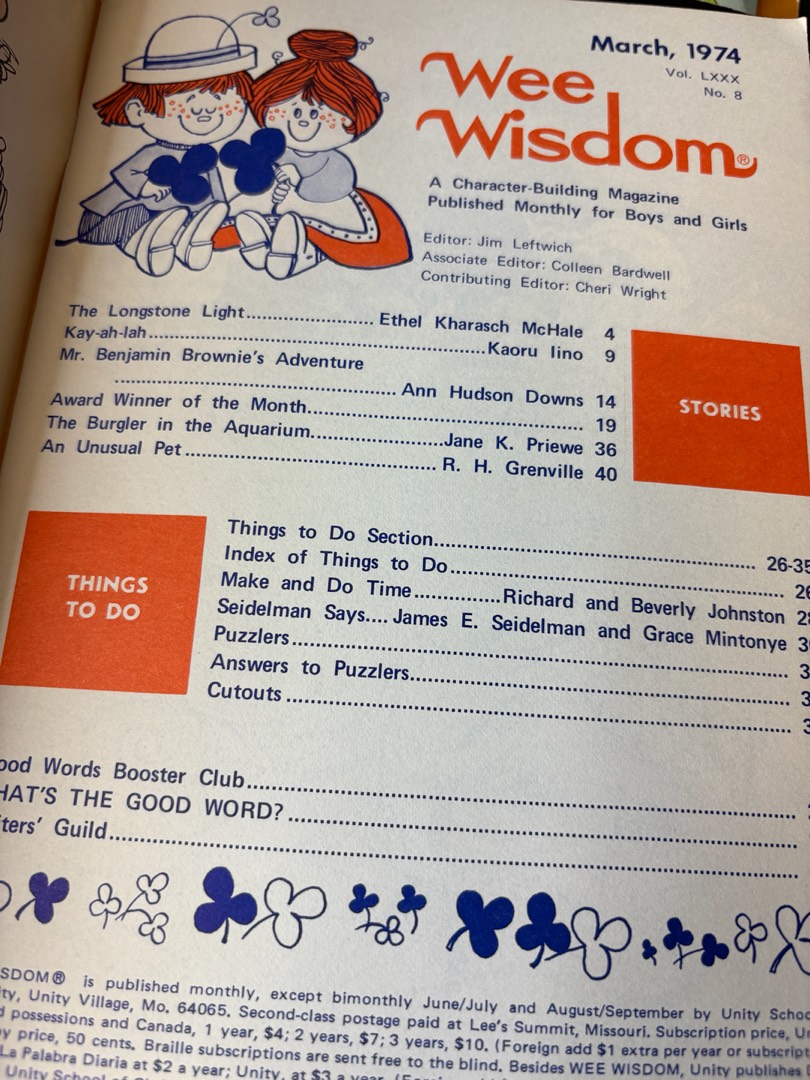 March, 1974
Vol. LXXX
No. 8
Wee
Wisdom®
A Character-Building Magazine
Published Monthly for Boys and Girls
Editor: Jim Leftwich
Associate Editor: Colleen Bardwell
Contributing Editor: Cheri Wright
The Longstone Light.................... Ethel Kharasch McHale 4
Kay-ah-lah....................................................Kaoru Iino 9
Mr. Benjamin Brownie's Adventure
............................................ Ann Hudson Downs 14
Award Winner of the Month........................................... 19
The Burgler in the Aquarium.....................Jane K. Priewe 36
An Unusual Pet....................................... R. H. Grenville 40
STORIES
THINGS
TO DO
Things to Do Section.................................................. 26-35
Index of Things to Do..................................................
Make and Do Time.............Richard and Beverly Johnston
Seidelman Says.... James E. Seidelman and Grace Mintonye
Puzzlers..............................................................................
Answers to Puzzlers..........................................................
Cutouts..............................................................................
Words Booster Club..................................................
THE GOOD WORD?..................................................
Guild..............................................................................
® is published monthly, except bimonthly June/July and August/September by Unity
Unity Village, Mo. 64065. Second-class postage paid at Lee's Summit, Missouri. Subscription price,
possessions and Canada, 1 year, $4; 2 years, $7; 3 years, $10. (Foreign add $1 extra per year or
price, 50 cents. Braille subscriptions are sent free to the blind. Besides WEE WISDOM, Unity publishes
La Palabra Diaria at $2 a year; Unity, at $3 a year. (Foreign
Unity School of